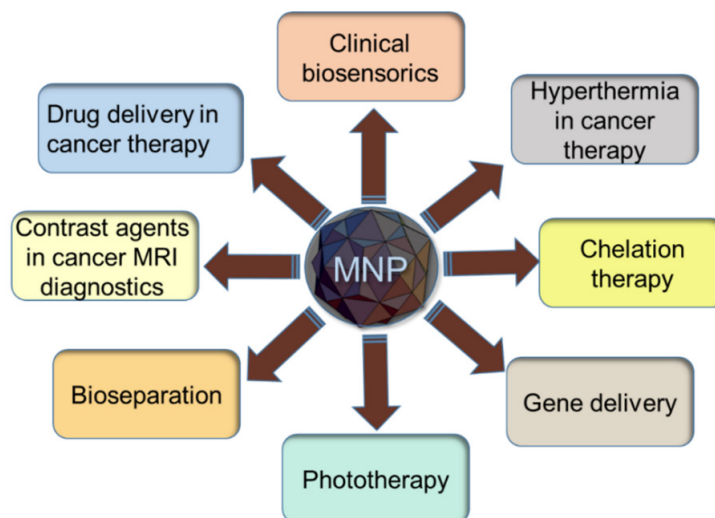 Clinical
biosensorics
Hyperthermia
in cancer
therapy
Drug delivery in
cancer therapy
Contrast agents
in cancer MRI
diagnostics
MNP
Chelation
therapy
Bioseparation
Gene delivery
Phototherapy